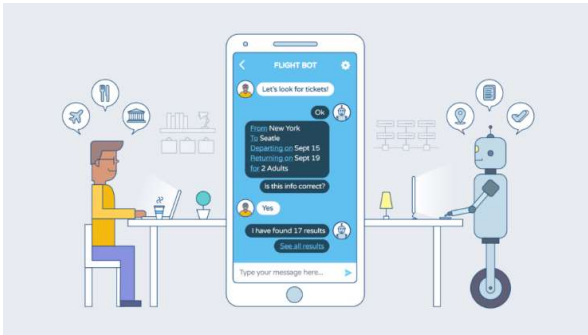 FLIGHT BOT
Let's look for tickets!
Ok
From New York
To Seatle
Departing on Sept 15
Returning on Sept 19
for 2 Adults
Is this info correct?
Yes
I have found 17 results
See all results
Type your message here...